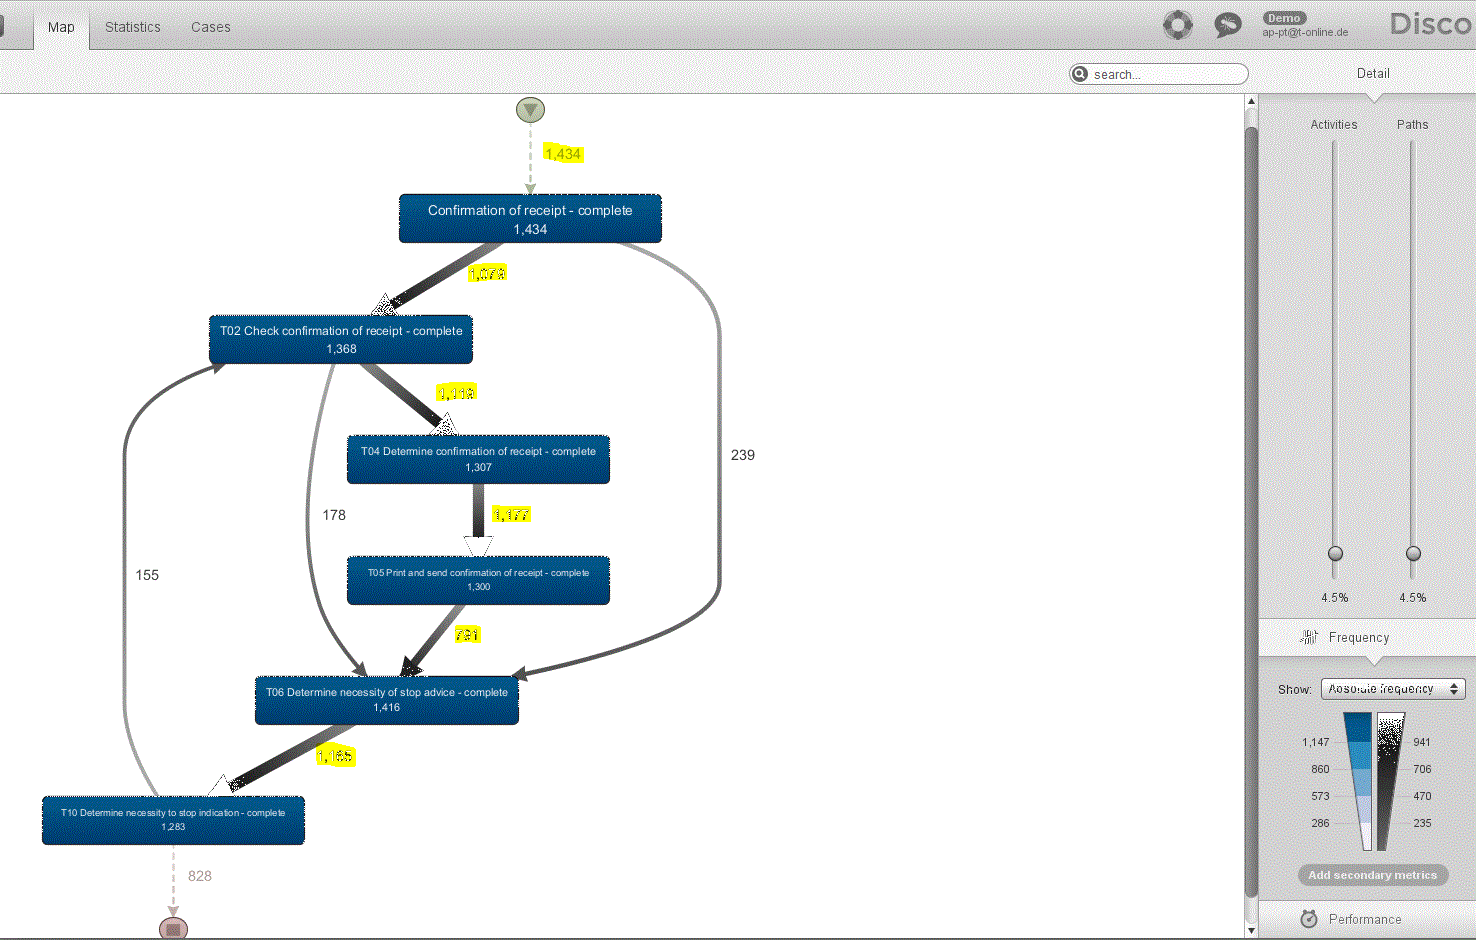 Map
Statistics
Cases
Demo
ap-pt@t-online.de
Disco
search...
Detail
Activities
Paths
1,434
Confirmation of receipt - complete
1,434
1,079
T02 Check confirmation of receipt - complete
1,368
1,119
T04 Determine confirmation of receipt - complete
1,307
239
178
1,177
155
T05 Print and send confirmation of receipt - complete
1,300
791
T06 Determine necessity of stop advice - complete
1,416
1,165
T10 Determine necessity to stop indication - complete
1,283
828
4.5%
4.5%
Frequency
Show:
Absolute frequency
1,147
941
860
706
573
470
286
235
Add secondary metrics
Performance